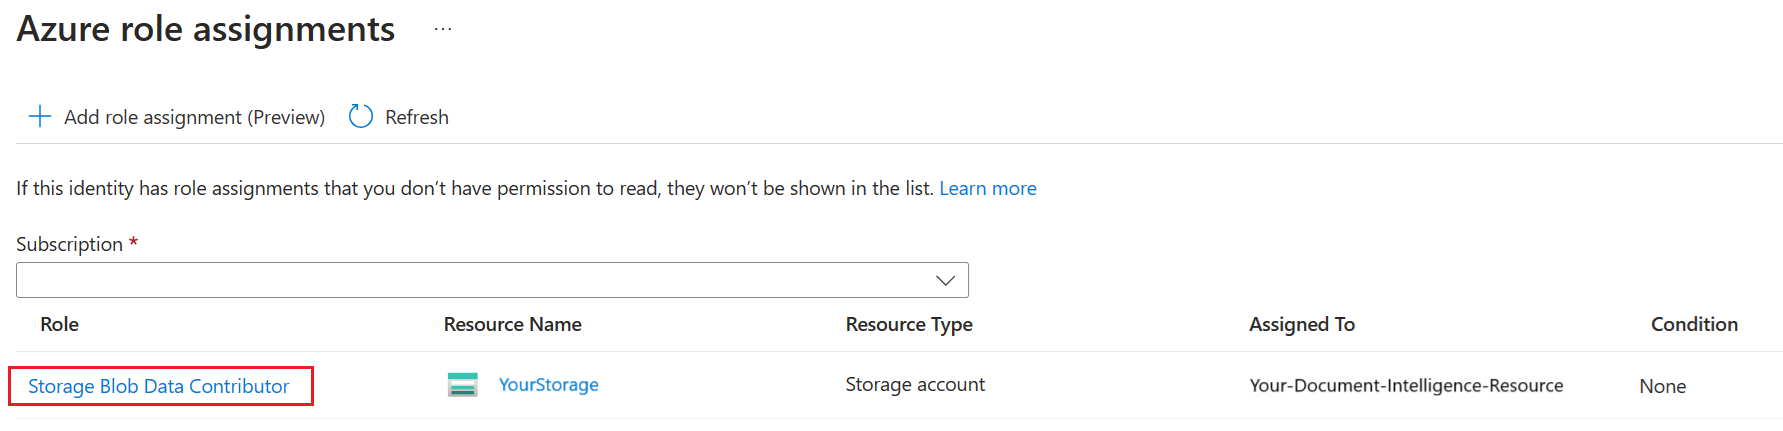 Azure role assignments ...
Add role assignment (Preview) Refresh
If this identity has role assignments that you don’t have permission to read, they won’t be shown in the list. Learn more
Subscription *
Role Resource Name Resource Type Assigned To Condition
Storage Blob Data Contributor YourStorage Storage account Your-Document-Intelligence-Resource None